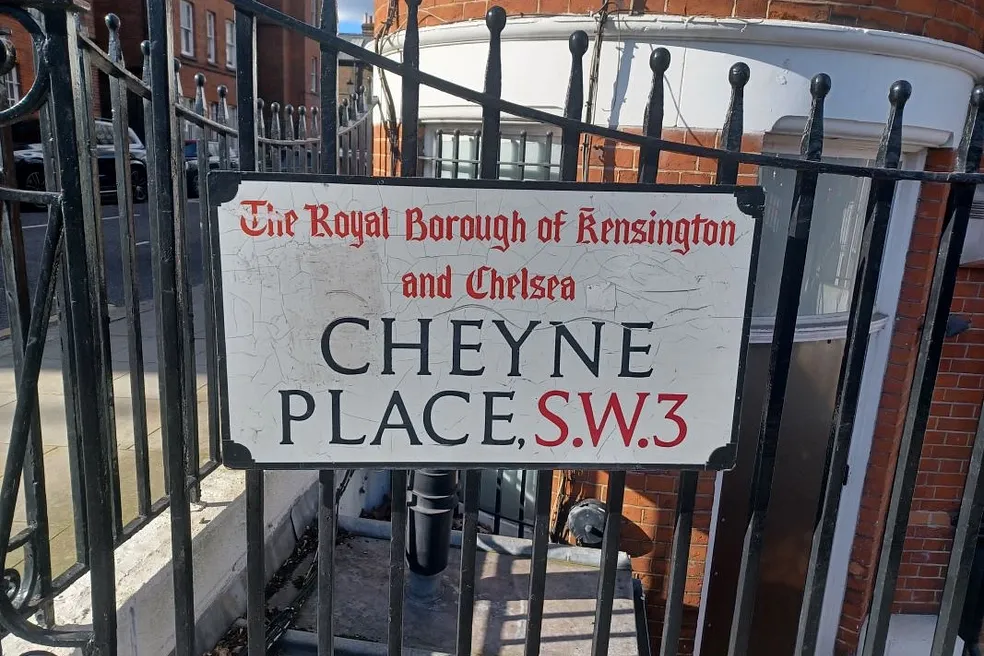 The Royal Borough of Kensington
and Chelsea
CHEYNE
PLACE, S.W.3